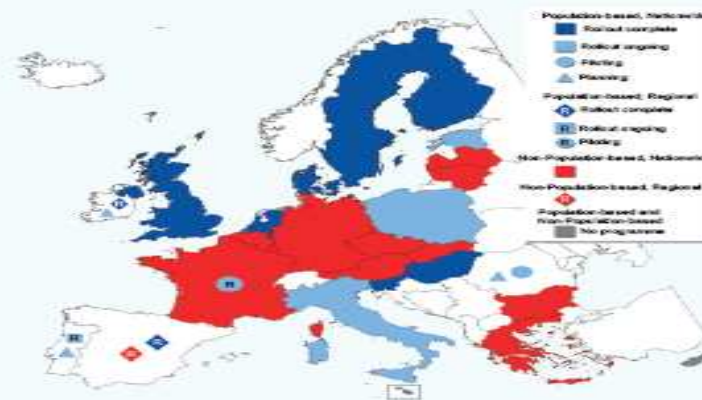 Population-based, Nationwide
Rollout complete
Rollout ongoing
Piloting
Planning
Population-based, Regional
R Rollout complete
R Rollout ongoing
R Piloting
Non-Population-based, Nationwide
Non-Population-based, Regional
R
Population-based and
Non-Population-based
No programme
R
R
R
R
R